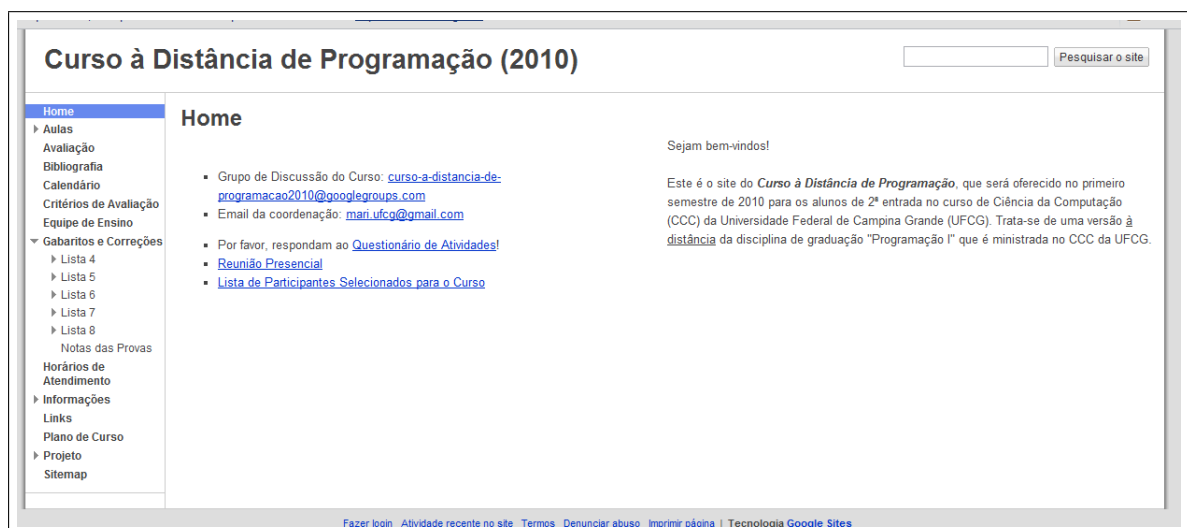 Curso à Distância de Programação (2010)
Pesquisar o site
Home
Aulas
Avaliação
Bibliografia
Calendário
Critérios de Avaliação
Equipe de Ensino
Gabaritos e Correções
Lista 4
Lista 5
Lista 6
Lista 7
Lista 8
Notas das Provas
Horários de
Atendimento
Informações
Links
Plano de Curso
Projeto
Sitemap
Home
Grupo de Discussão do Curso: curso-a-distancia-de-
programacao2010@googlegroups.com
Email da coordenação: mari.ufcg@gmail.com
Por favor, respondam ao Questionário de Atividades!
Reunião Presencial
Lista de Participantes Selecionados para o Curso
Sejam bem-vindos!
Este é o site do Curso à Distância de Programação, que será oferecido no primeiro
semestre de 2010 para os alunos de 2ª entrada no curso de Ciência da Computação
(CCC) da Universidade Federal de Campina Grande (UFCG). Trata-se de uma versão à
distância da disciplina de graduação "Programação I" que é ministrada no CCC da UFCG.
Fazer login Atividade recente no site Termos Denunciar abuso Imprimir página | Tecnologia Google Sites